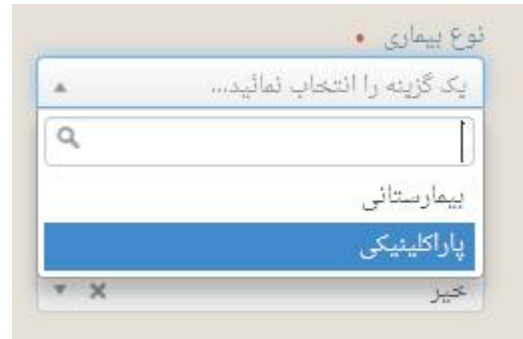 نوع بیماری
یک گزینه را انتخاب نمائید...
بیمارستانی
پاراکلینیکی
خیر